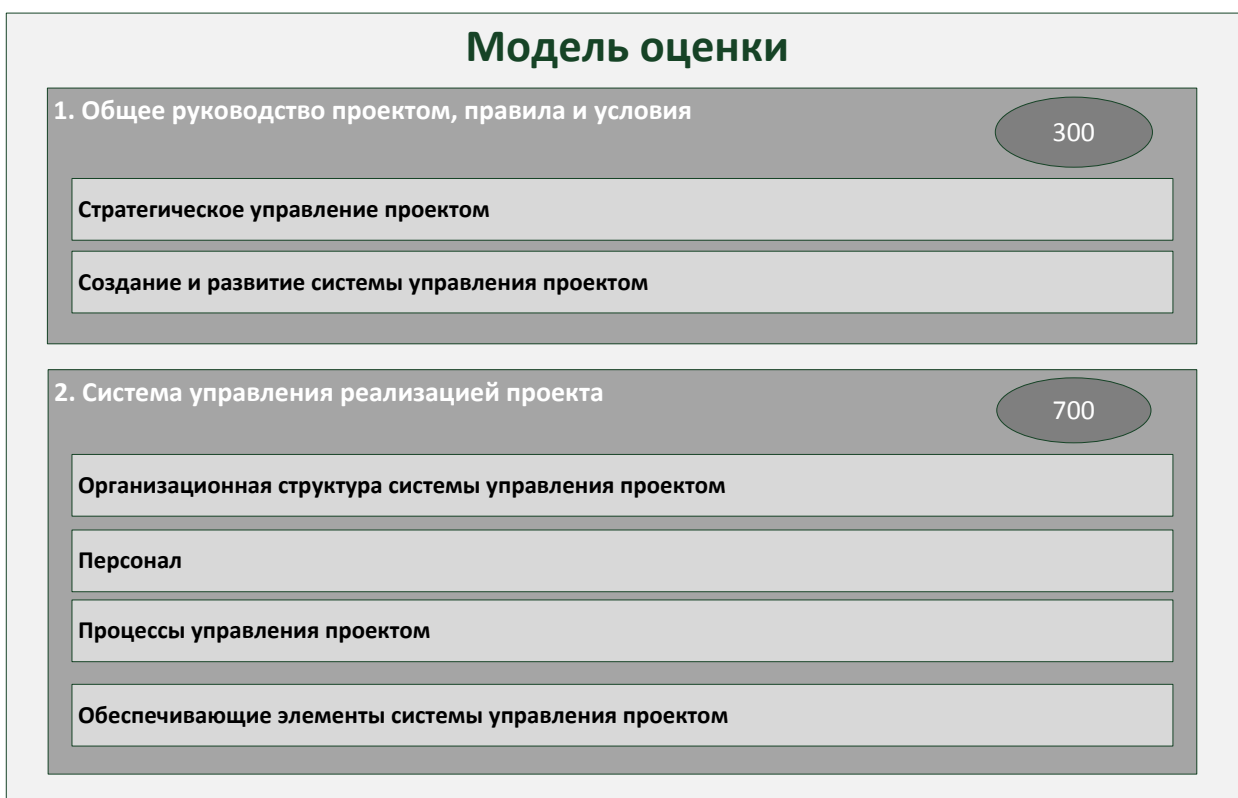 Модель оценки
1. Общее руководство проектом, правила и условия
300
Стратегическое управление проектом
Создание и развитие системы управления проектом
2. Система управления реализацией проекта
700
Организационная структура системы управления проектом
Персонал
Процессы управления проектом
Обеспечивающие элементы системы управления проектом